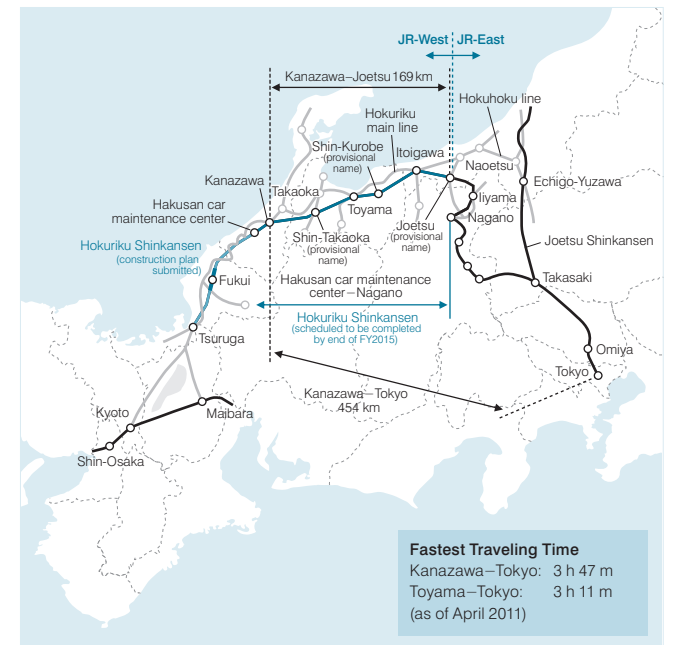 JR-West JR-East
Kanazawa–Joetsu 169 km
Hokuhoku line
Hokuriku
main line
Shin-Kurobe
(provisional
name)
Itoigawa
Naoetsu
Kanazawa
Takaoka
Echigo-Yuzawa
Hakusan car
maintenance center
Toyama
Iiyama
Nagano
Joetsu
(provisional
name)
Shin-Takaoka
(provisional
name)
Hokuriku Shinkansen
(construction plan
submitted)
Joetsu Shinkansen
Fukui
Hakusan car maintenance
center–Nagano
Takasaki
Hokuriku Shinkansen
(scheduled to be completed
by end of FY2015)
Tsuruga
Omiya
Tokyo
Kanazawa–Tokyo
454 km
Kyoto
Maibara
Shin-Osaka
Fastest Traveling Time
Kanazawa–Tokyo: 3 h 47 m
Toyama–Tokyo: 3 h 11 m
(as of April 2011)